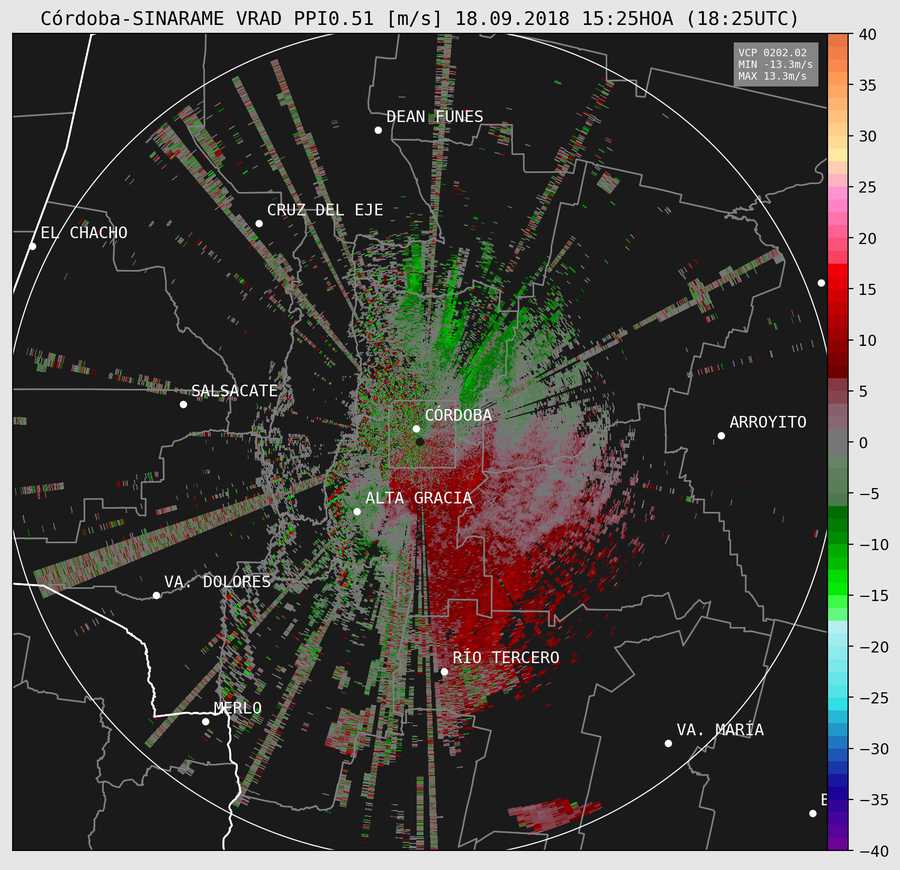 Córdoba-SINARAME VRAD PPI0.51 [m/s] 18.09.2018 15:25HOA (18:25UTC)
VCP 0202.02
MIN -13.3m/s
MAX 13.3m/s
DEAN FUNES
CRUZ DEL EJE
EL CHACHO
SALSACATE
CÓRDOBA
ARROYITO
ALTA GRACIA
VA. DOLORES
RÍO TERCERO
MERLO
VA. MARÍA
40
35
30
25
20
15
10
5
0
−5
−10
−15
−20
−25
−30
−35
−40